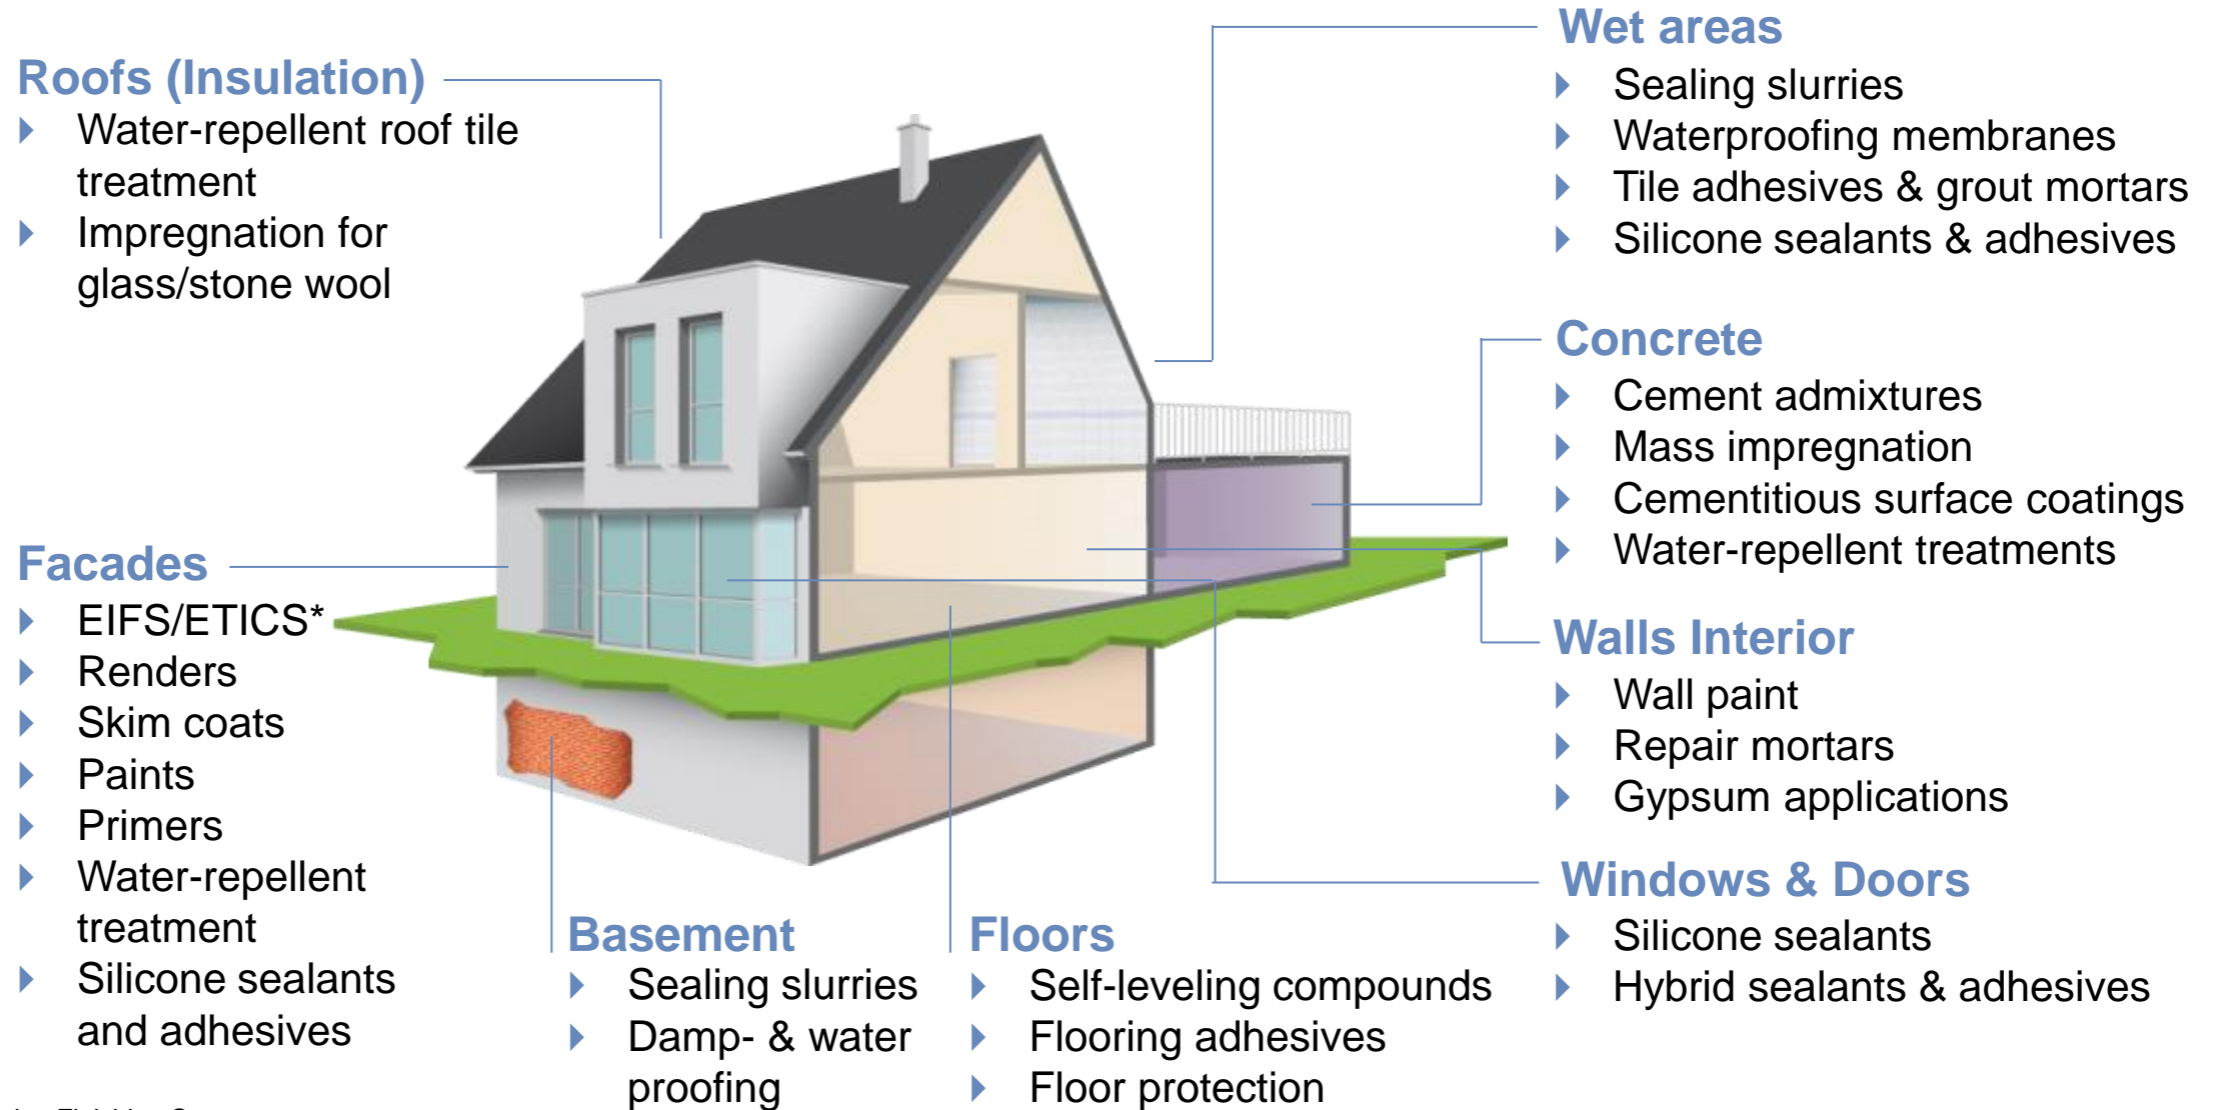 Roofs (Insulation)
Water-repellent roof tile
treatment
Impregnation for
glass/stone wool
Facades
EIFS/ETICS*
Renders
Skim coats
Paints
Primers
Water-repellent
treatment
Silicone sealants
and adhesives
Basement
Sealing slurries
Damp- & water
proofing
Floors
Self-leveling compounds
Flooring adhesives
Floor protection
Wet areas
Sealing slurries
Waterproofing membranes
Tile adhesives & grout mortars
Silicone sealants & adhesives
Concrete
Cement admixtures
Mass impregnation
Cementitious surface coatings
Water-repellent treatments
Walls Interior
Wall paint
Repair mortars
Gypsum applications
Windows & Doors
Silicone sealants
Hybrid sealants & adhesives